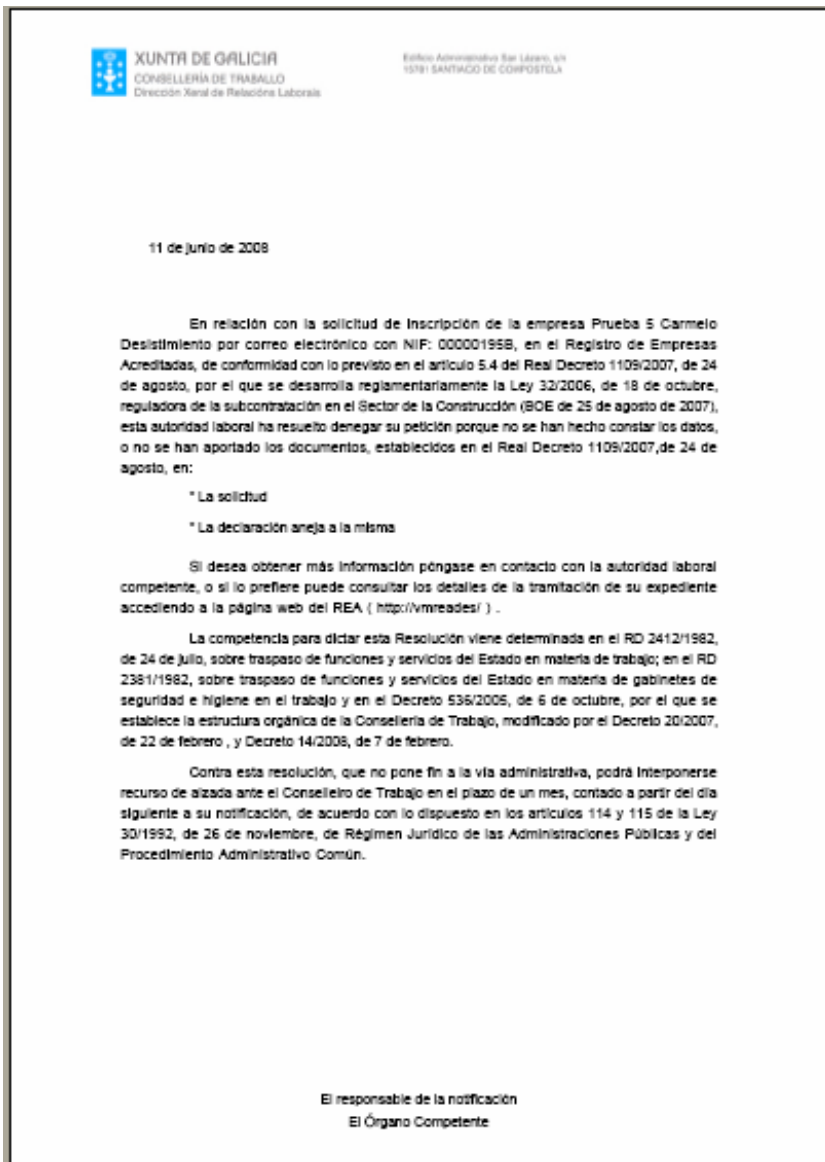 XUNTA DE GALICIA
CONSELLERÍA DE TRABALLO
Dirección Xeral de Relacións Laborais
Edificio Administrativo San Lázaro, s/n
15781 SANTIAGO DE COMPOSTELA
11 de junio de 2008
En relación con la solicitud de inscripción de la empresa Prueba 5 Carmelo
Desistimiento por correo electrónico con NIF: 00000195B, en el Registro de Empresas
Acreditadas, de conformidad con lo previsto en el artículo 5.4 del Real Decreto 1109/2007, de 24
de agosto, por el que se desarrolla reglamentariamente la Ley 32/2006, de 18 de octubre,
reguladora de la subcontratación en el Sector de la Construcción (BOE de 25 de agosto de 2007),
esta autoridad laboral ha resuelto denegar su petición porque no se han hecho constar los datos,
o no se han aportado los documentos, establecidos en el Real Decreto 1109/2007,de 24 de
agosto, en:
* La solicitud
* La declaración aneja a la misma
Si desea obtener más información póngase en contacto con la autoridad laboral
competente, o si lo prefiere puede consultar los detalles de la tramitación de su expediente
accediendo a la página web del REA ( http://vmreades/ ) .
La competencia para dictar esta Resolución viene determinada en el RD 2412/1982,
de 24 de julio, sobre traspaso de funciones y servicios del Estado en materia de trabajo; en el RD
2381/1982, sobre traspaso de funciones y servicios del Estado en materia de gabinetes de
seguridad e higiene en el trabajo y en el Decreto 536/2005, de 6 de octubre, por el que se
establece la estructura orgánica de la Consellería de Trabajo, modificado por el Decreto 20/2007,
de 22 de febrero , y Decreto 14/2008, de 7 de febrero.
Contra esta resolución, que no pone fin a la vía administrativa, podrá interponerse
recurso de alzada ante el Conselleiro de Trabajo en el plazo de un mes, contado a partir del día
siguiente a su notificación, de acuerdo con lo dispuesto en los artículos 114 y 115 de la Ley
30/1992, de 26 de noviembre, de Régimen Jurídico de las Administraciones Públicas y del
Procedimiento Administrativo Común.
El responsable de la notificación
El Órgano Competente